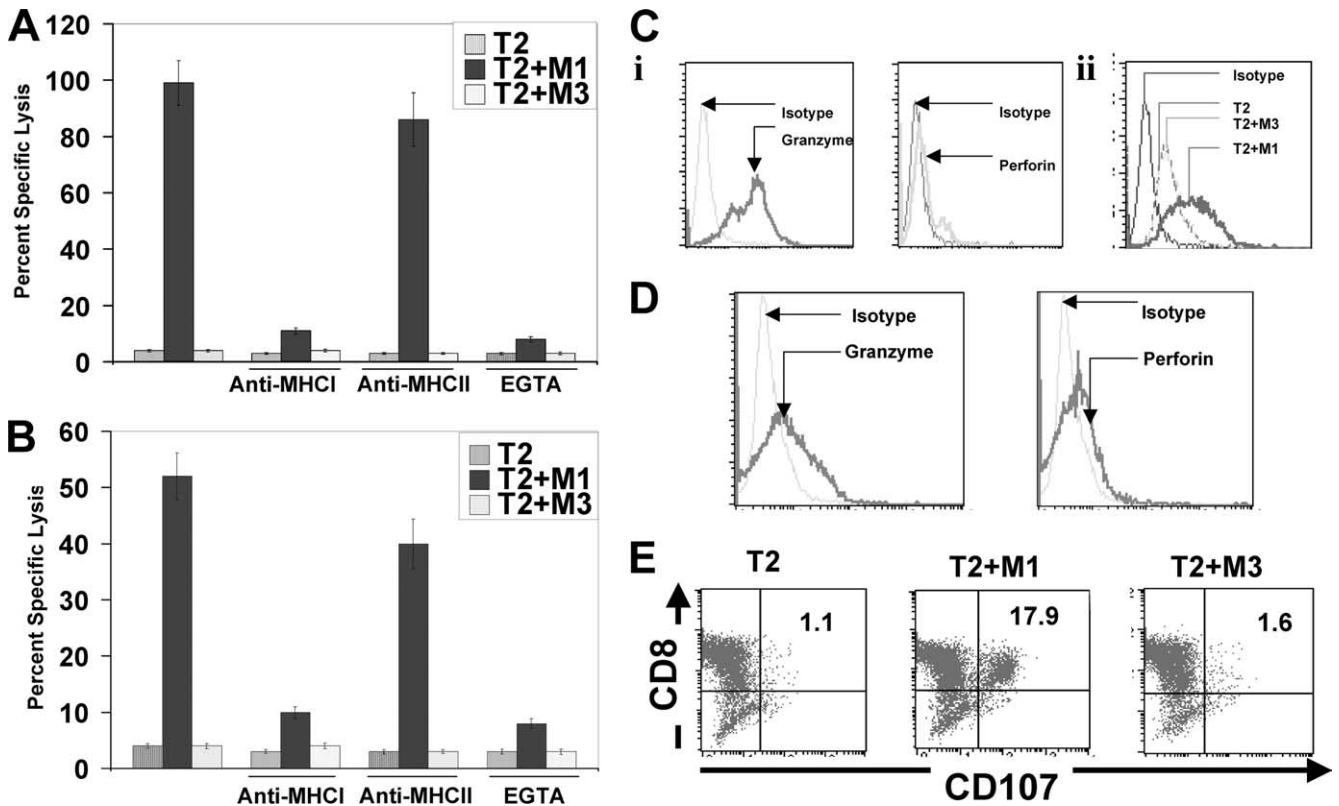 A
Percent Specific Lysis
120
100
80
60
40
20
0
T2
T2+M1
T2+M3
Anti-MHCI
Anti-MHCII
EGTA
B
Percent Specific Lysis
60
50
40
30
20
10
0
T2
T2+M1
T2+M3
Anti-MHCI
Anti-MHCII
EGTA
C
i
Isotype
Granzyme
Isotype
Perforin
ii
Isotype
T2
T2+M3
T2+M1
D
Isotype
Granzyme
Isotype
Perforin
E
T2
T2+M1
T2+M3
1.1
17.9
1.6
CD8
CD107